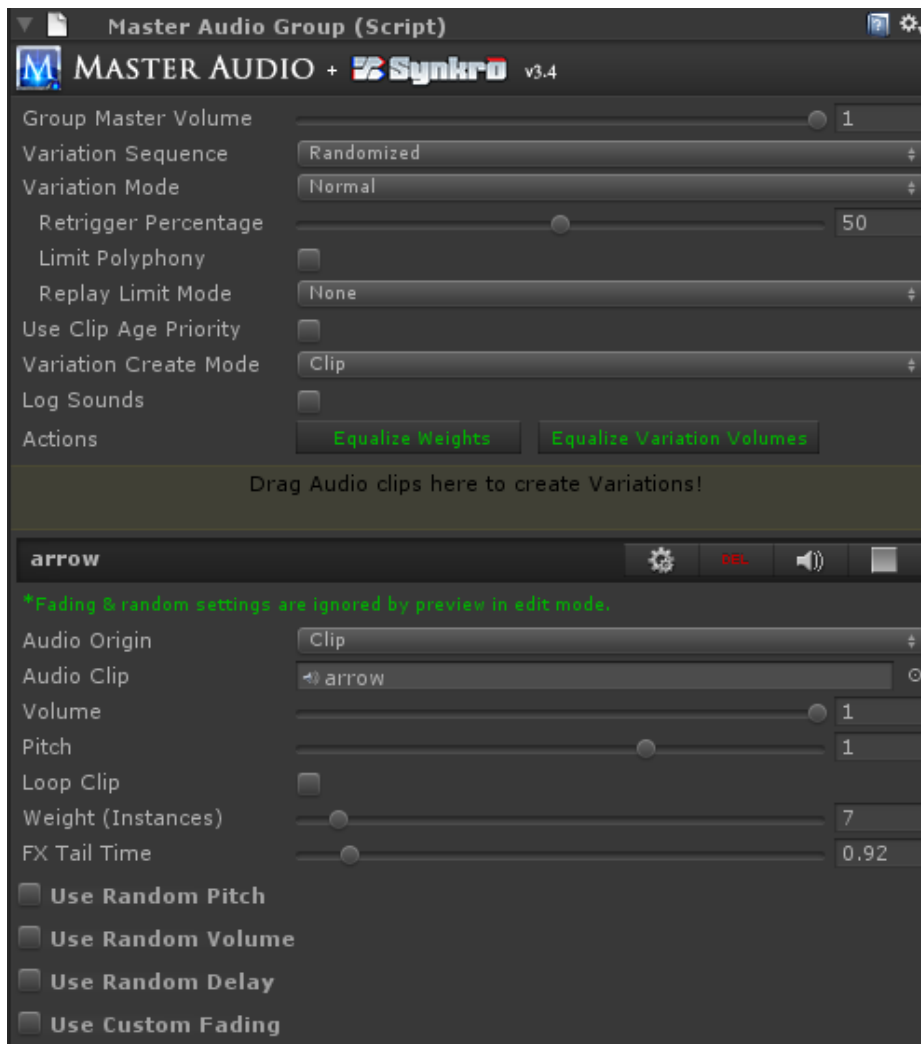 Master Audio Group (Script)
M MASTER AUDIO + Synkro v3.4
Group Master Volume 1
Variation Sequence Randomized
Variation Mode Normal
Retrigger Percentage 50
Limit Polyphony
Replay Limit Mode None
Use Clip Age Priority
Variation Create Mode Clip
Log Sounds
Actions Equalize Weights Equalize Variation Volumes
Drag Audio clips here to create Variations!
arrow DEL
*Fading & random settings are ignored by preview in edit mode.
Audio Origin Clip
Audio Clip arrow
Volume 1
Pitch 1
Loop Clip
Weight (Instances) 7
FX Tail Time 0.92
Use Random Pitch
Use Random Volume
Use Random Delay
Use Custom Fading